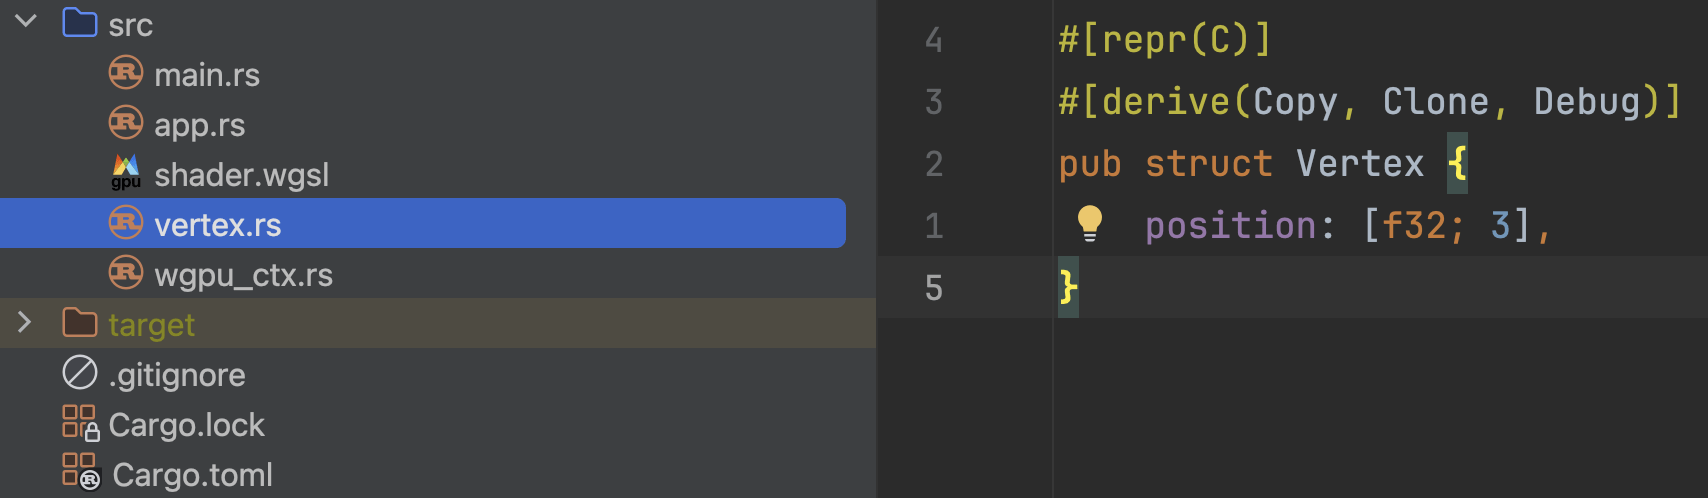 src
main.rs
app.rs
gpu shader.wgsl
vertex.rs
wgpu_ctx.rs
target
.gitignore
Cargo.lock
Cargo.toml
4 #[repr(C)]
3 #[derive(Copy, Clone, Debug)]
2 pub struct Vertex {
1 position: [f32; 3],
5 }